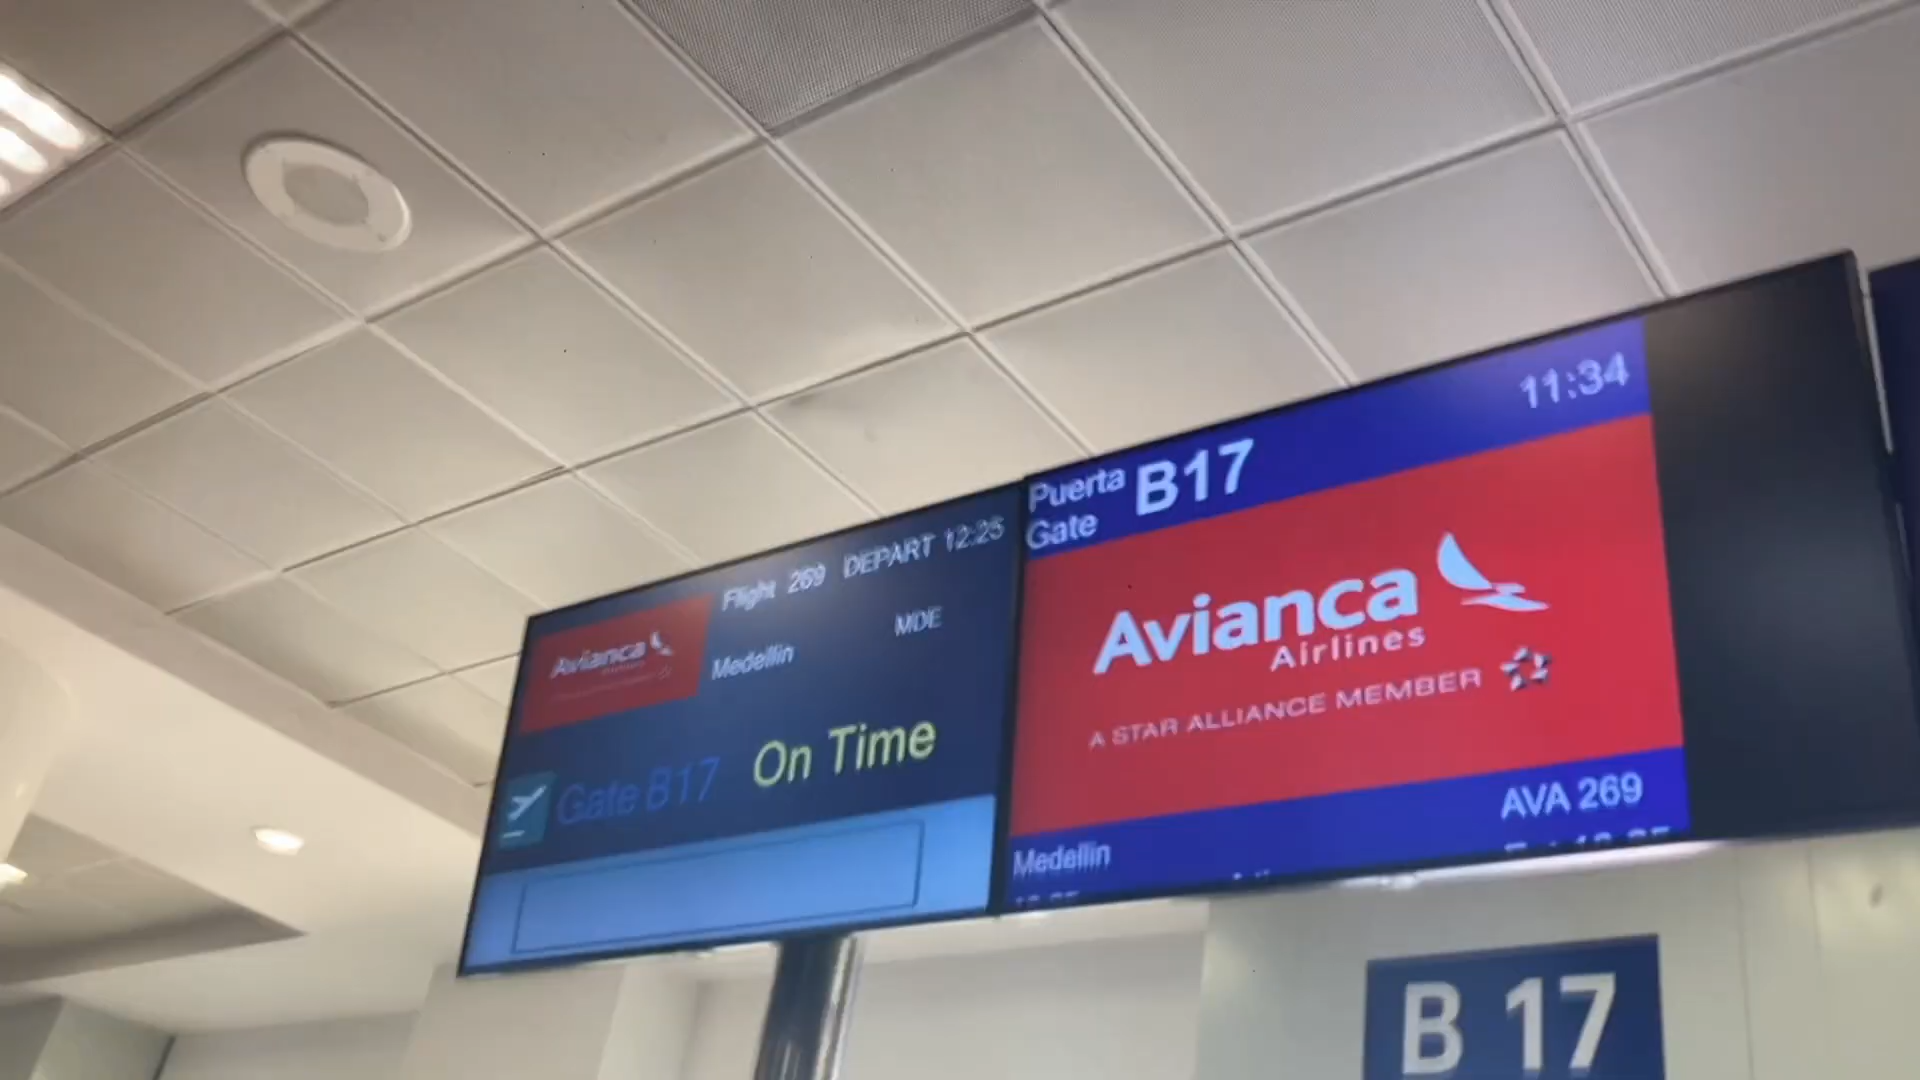 Flight 269 DEPART 12:25
Avianca
Medellin MDE
Gate B17 On Time
11:34
Puerta
Gate
B17
Avianca
Airlines
A STAR ALLIANCE MEMBER
AVA 269
Medellin
B 17